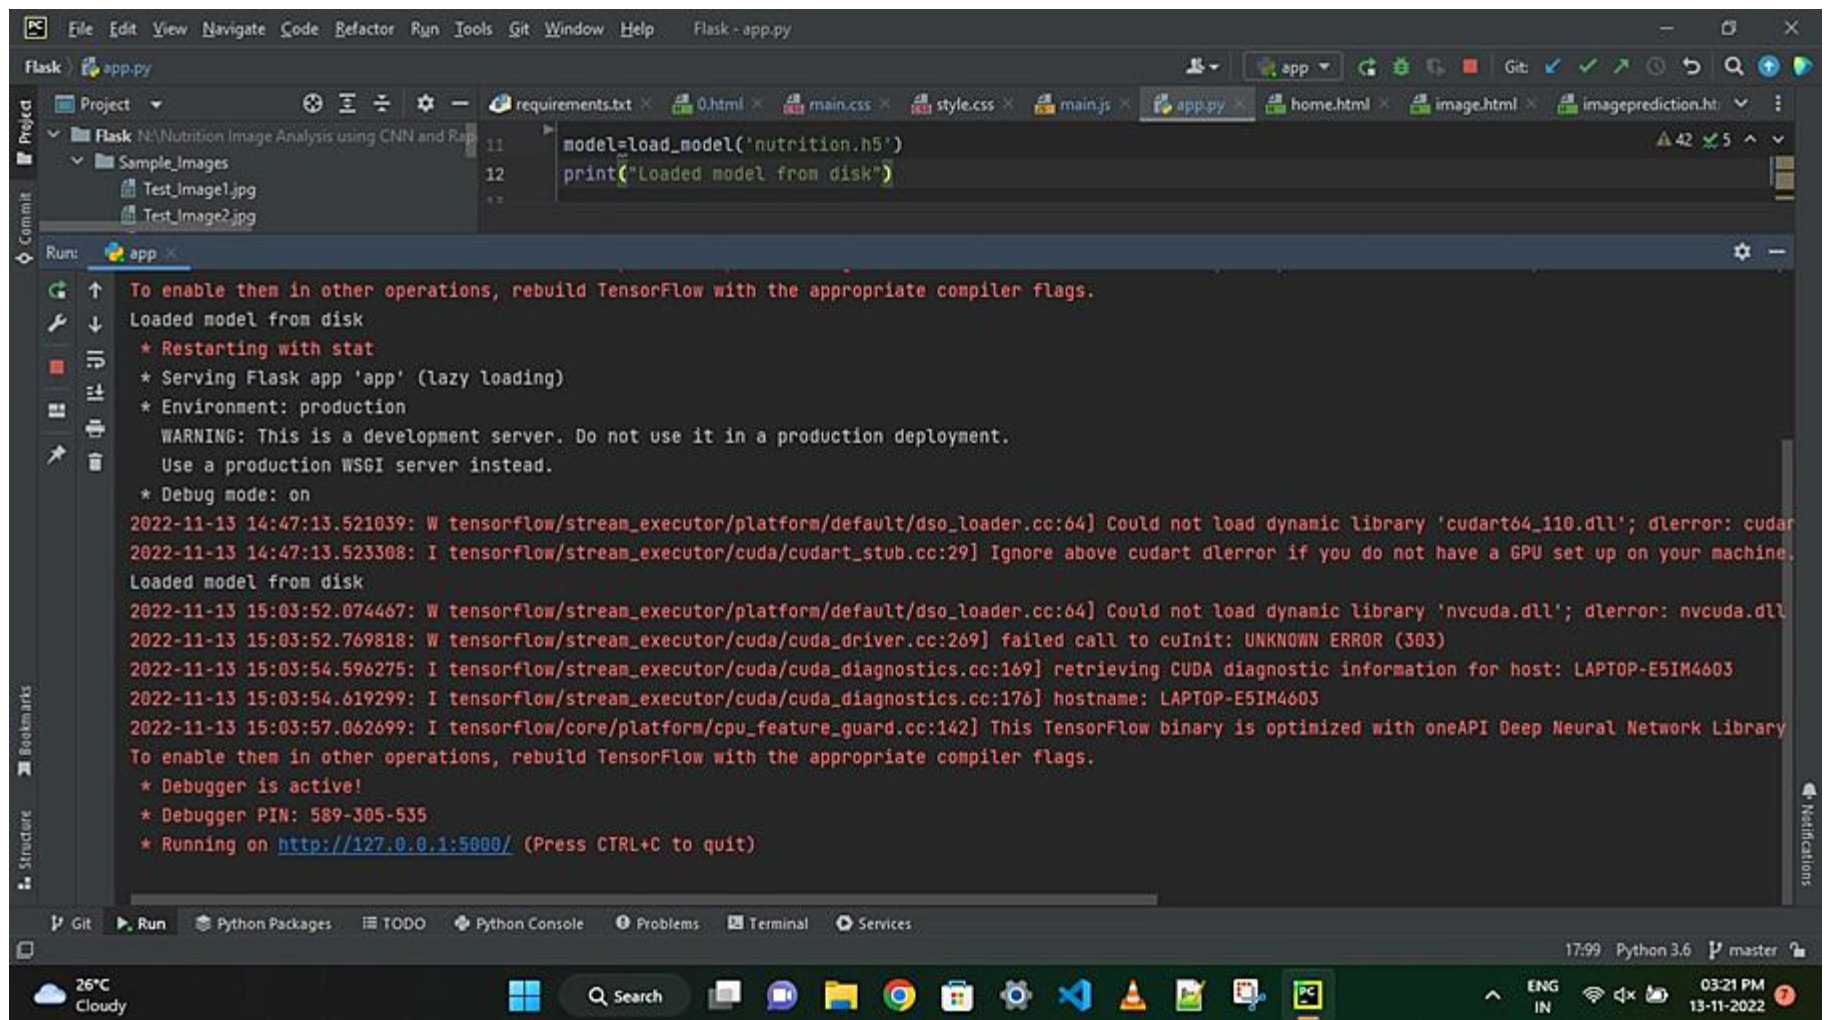 File Edit View Navigate Code Refactor Run Tools Git Window Help Flask - app.py
Flask app.py app Git:
Project requirements.txt 0.html main.css style.css main.js app.py home.html image.html imageprediction.ht
Flask N:\Nutrition Image Analysis using CNN and Rap
11 model=load_model('nutrition.h5') 42 5
Sample_Images
12 print("Loaded model from disk")
Test_Image1.jpg
Test_Image2.jpg
Project
Commit
Run: app
To enable them in other operations, rebuild TensorFlow with the appropriate compiler flags.
Loaded model from disk
* Restarting with stat
* Serving Flask app 'app' (lazy loading)
* Environment: production
WARNING: This is a development server. Do not use it in a production deployment.
Use a production WSGI server instead.
* Debug mode: on
2022-11-13 14:47:13.521039: W tensorflow/stream_executor/platform/default/dso_loader.cc:64] Could not load dynamic library 'cudart64_110.dll'; dlerror: cudar
2022-11-13 14:47:13.523308: I tensorflow/stream_executor/cuda/cudart_stub.cc:29] Ignore above cudart dlerror if you do not have a GPU set up on your machine.
Loaded model from disk
2022-11-13 15:03:52.074467: W tensorflow/stream_executor/platform/default/dso_loader.cc:64] Could not load dynamic library 'nvcuda.dll'; dlerror: nvcuda.dll
2022-11-13 15:03:52.769818: W tensorflow/stream_executor/cuda/cuda_driver.cc:269] failed call to cuInit: UNKNOWN ERROR (303)
2022-11-13 15:03:54.596275: I tensorflow/stream_executor/cuda/cuda_diagnostics.cc:169] retrieving CUDA diagnostic information for host: LAPTOP-E5IM46O3
2022-11-13 15:03:54.619299: I tensorflow/stream_executor/cuda/cuda_diagnostics.cc:176] hostname: LAPTOP-E5IM46O3
2022-11-13 15:03:57.062699: I tensorflow/core/platform/cpu_feature_guard.cc:142] This TensorFlow binary is optimized with oneAPI Deep Neural Network Library
To enable them in other operations, rebuild TensorFlow with the appropriate compiler flags.
* Debugger is active!
* Debugger PIN: 589-305-535
* Running on http://127.0.0.1:5000/ (Press CTRL+C to quit)
Bookmarks
Structure
Notifications
Git Run Python Packages TODO Python Console Problems Terminal Services
17:99 Python 3.6 master
26°C
Cloudy
Search
ENG
IN
03:21 PM
13-11-2022
7